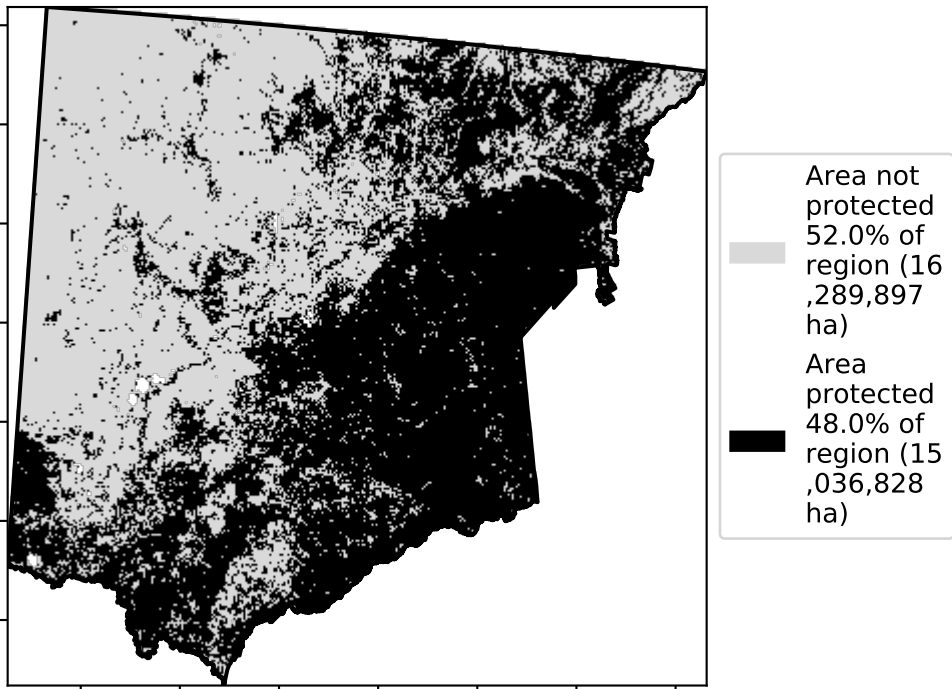 Area not
protected
52.0% of
region (16
,289,897
ha)
Area
protected
48.0% of
region (15
,036,828
ha)